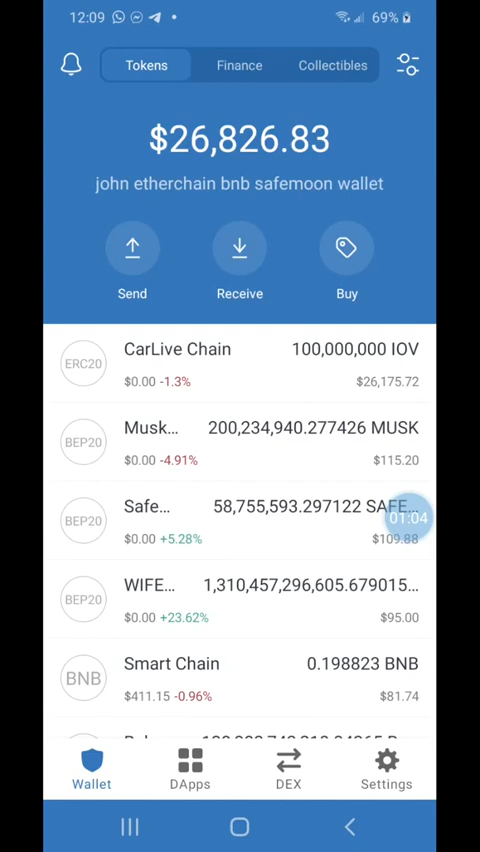 12:09 69%
Tokens Finance Collectibles
$26,826.83
john etherchain bnb safemoon wallet
Send Receive Buy
ERC20 CarLive Chain 100,000,000 IOV
$0.00 -1.3% $26,175.72
BEP20 Musk... 200,234,940.277426 MUSK
$0.00 -4.91% $115.20
BEP20 Safe... 58,755,593.297122 SAFE...
01:04
$0.00 +5.28% $109.88
BEP20 WIFE... 1,310,457,296,605.679015...
$0.00 +23.62% $95.00
BNB Smart Chain 0.198823 BNB
$411.15 -0.96% $81.74
Wallet DApps DEX Settings